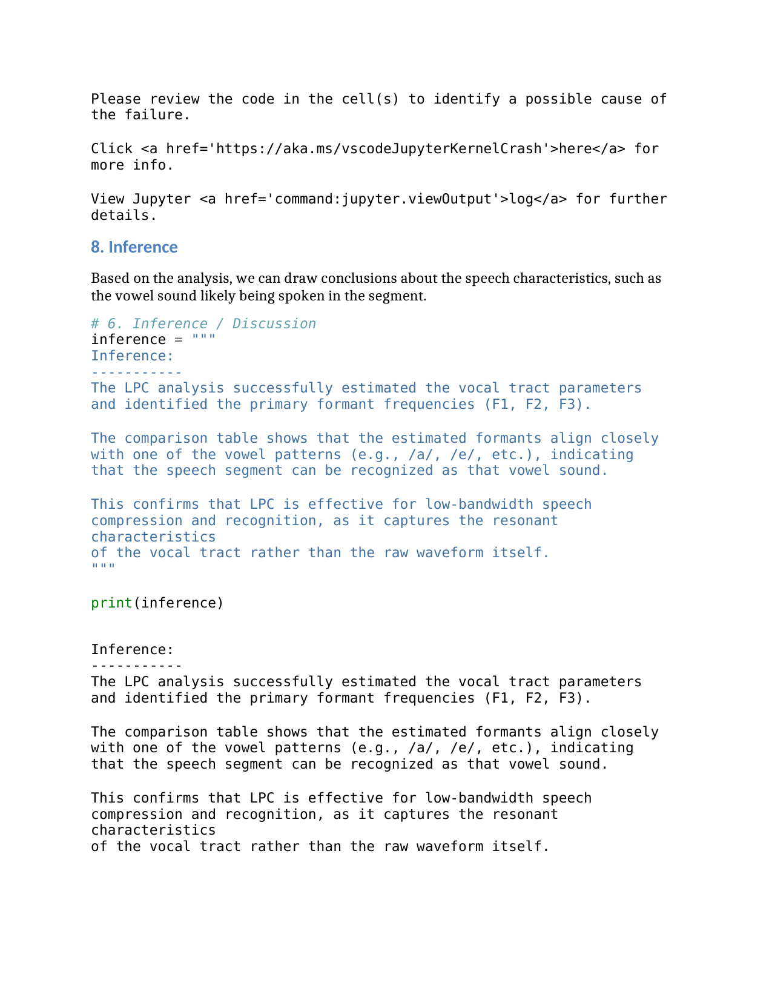 Please review the code in the cell(s) to identify a possible cause of
the failure.
Click <a href='https://aka.ms/vscodeJupyterKernelCrash'>here</a> for
more info.
View Jupyter <a href='command:jupyter.viewOutput'>log</a> for further
details.
8. Inference
Based on the analysis, we can draw conclusions about the speech characteristics, such as
the vowel sound likely being spoken in the segment.
# 6. Inference / Discussion
inference = """
Inference:
-----------
The LPC analysis successfully estimated the vocal tract parameters
and identified the primary formant frequencies (F1, F2, F3).
The comparison table shows that the estimated formants align closely
with one of the vowel patterns (e.g., /a/, /e/, etc.), indicating
that the speech segment can be recognized as that vowel sound.
This confirms that LPC is effective for low-bandwidth speech
compression and recognition, as it captures the resonant
characteristics
of the vocal tract rather than the raw waveform itself.
"""
print(inference)
Inference:
-----------
The LPC analysis successfully estimated the vocal tract parameters
and identified the primary formant frequencies (F1, F2, F3).
The comparison table shows that the estimated formants align closely
with one of the vowel patterns (e.g., /a/, /e/, etc.), indicating
that the speech segment can be recognized as that vowel sound.
This confirms that LPC is effective for low-bandwidth speech
compression and recognition, as it captures the resonant
characteristics
of the vocal tract rather than the raw waveform itself.